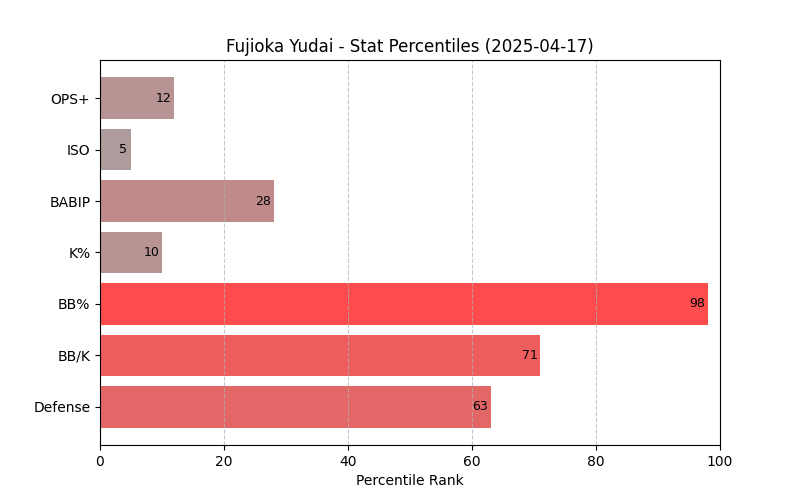 Fujioka Yudai - Stat Percentiles (2025-04-17)
OPS+ 12
ISO 5
BABIP 28
K% 10
BB% 98
BB/K 71
Defense 63
0 20 40 60 80 100
Percentile Rank